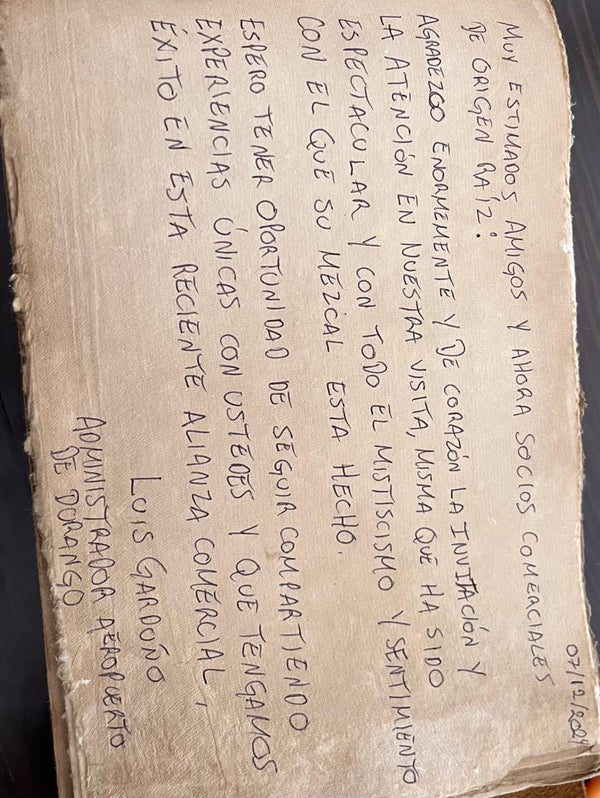 07/12/2024
MUY ESTIMADOS AMIGOS Y AHORA SOCIOS COMERCIALES
DE ORIGEN RAÍZ:
AGRADEZCO ENORMEMENTE Y DE CORAZÓN LA INVITACIÓN Y
LA ATENCIÓN EN NUESTRA VISITA, MISMA QUE HA SIDO
ESPECTACULAR Y CON TODO EL MISTISCISMO Y SENTIMIENTO
CON EL QUE SU MEZCAL ESTA HECHO.
ESPERO TENER OPORTUNIDAD DE SEGUIR COMPARTIENDO
EXPERIENCIAS ÚNICAS CON USTEDES Y QUE TENGAMOS
ÉXITO EN ESTA RECIENTE ALIANZA COMERCIAL,
LUIS GARDUÑO
ADMINISTRADOR AEROPUERTO
DE DURANGO